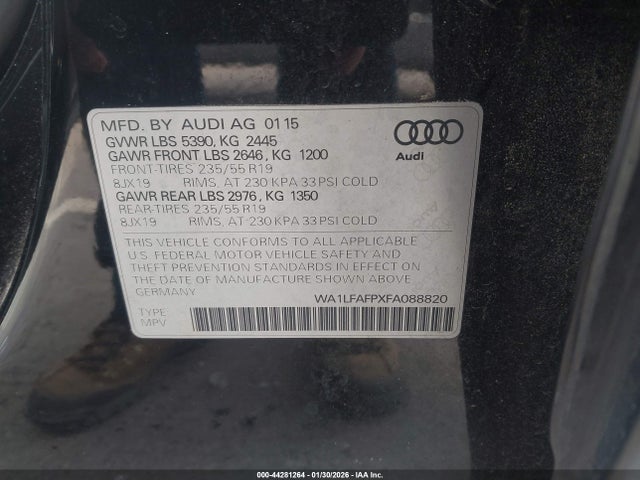 MFD. BY AUDI AG 01 15
GVWR LBS 5390, KG 2445
GAWR FRONT LBS 2646, KG 1200
FRONT-TIRES 235/55 R19
8JX19 RIMS, AT 230 KPA 33 PSI COLD
GAWR REAR LBS 2976, KG 1350
REAR-TIRES 235/55 R19
8JX19 RIMS, AT 230 KPA 33 PSI COLD
Audi
THIS VEHICLE CONFORMS TO ALL APPLICABLE
U.S. FEDERAL MOTOR VEHICLE SAFETY AND
THEFT PREVENTION STANDARDS IN EFFECT ON
THE DATE OF MANUFACTURE SHOWN ABOVE
GERMANY
WA1LFAFPXFA088820
TYPE
MPV
000-44281264 | 01/30/2026 | IAA Inc.